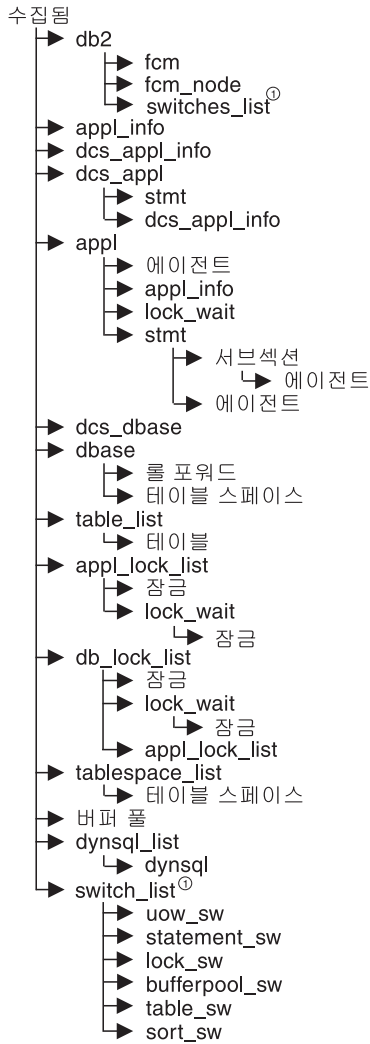 수집됨
db2
fcm
fcm_node
switches_list①
appl_info
dcs_appl_info
dcs_appl
stmt
dcs_appl_info
appl
에이전트
appl_info
lock_wait
stmt
서브섹션
에이전트
에이전트
dcs_dbase
dbase
롤 포워드
테이블 스페이스
table_list
테이블
appl_lock_list
잠금
lock_wait
잠금
db_lock_list
잠금
lock_wait
잠금
appl_lock_list
tablespace_list
테이블 스페이스
버퍼 풀
dynsql_list
dynsql
switch_list①
uow_sw
statement_sw
lock_sw
bufferpool_sw
table_sw
sort_sw